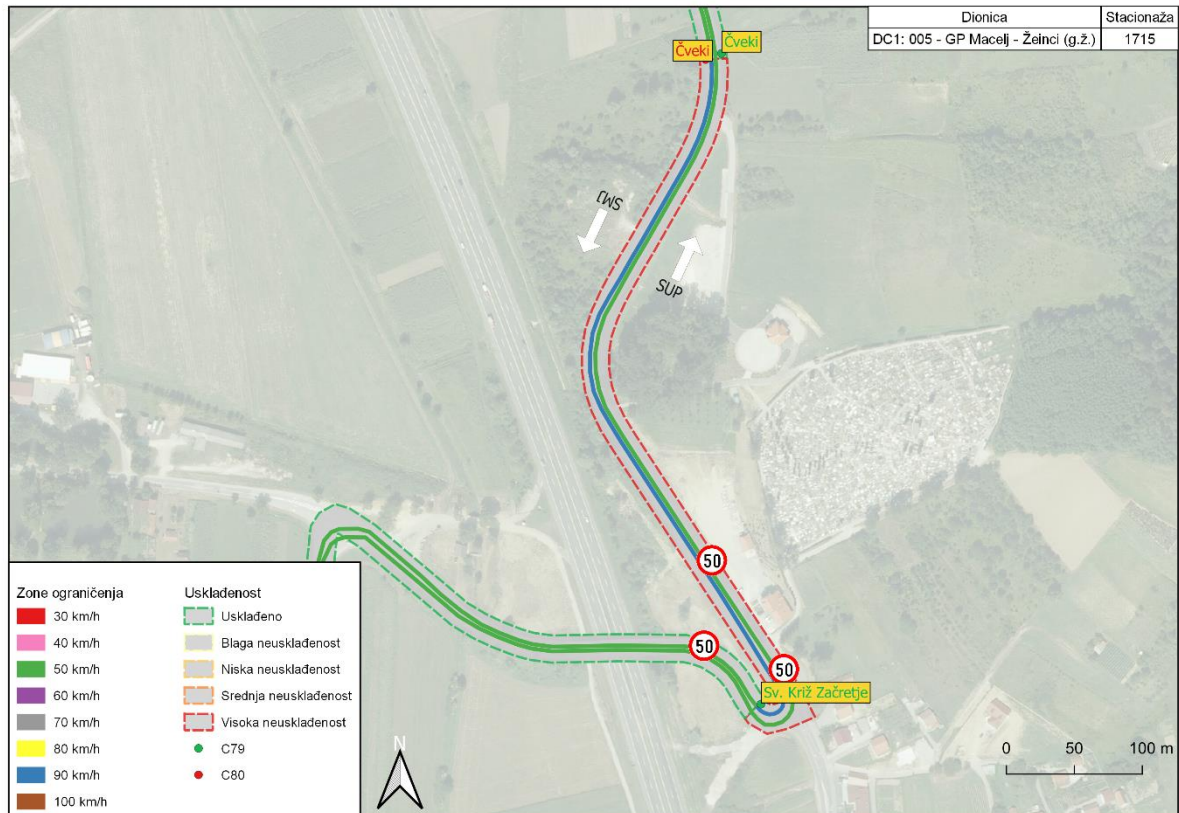 Dionica
Stacionaža
DC1: 005 - GP Macelj - Žeinci (g.ž.)
1715
Čveki
Čveki
SMJ
SUP
50
50
50
Sv. Križ Začretje
Zone ograničenja
30 km/h
40 km/h
50 km/h
60 km/h
70 km/h
80 km/h
90 km/h
100 km/h
Usklađenost
Usklađeno
Blaga neusklađenost
Niska neusklađenost
Srednja neusklađenost
Visoka neusklađenost
C79
C80
N
0
50
100 m